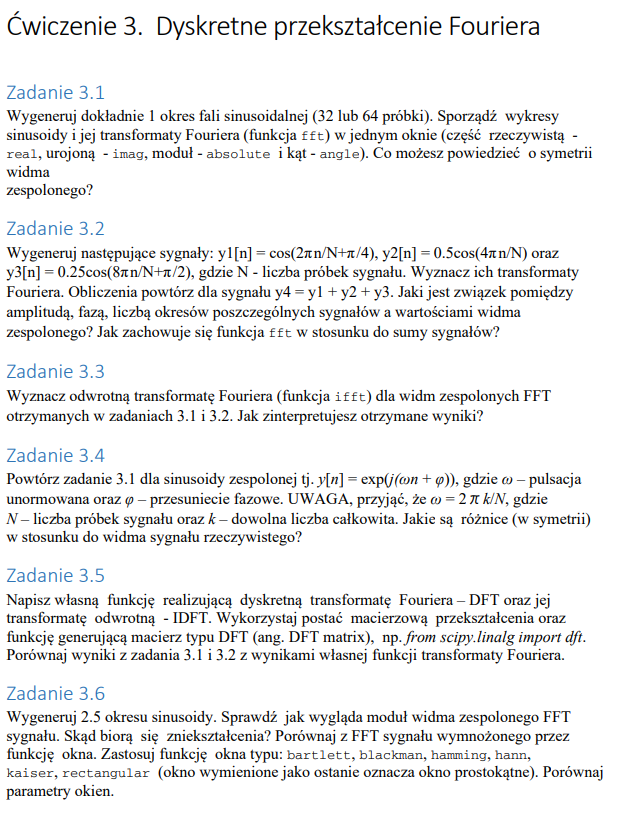 Ćwiczenie 3.  Dyskretne przekształcenie Fouriera
Zadanie 3.1
Wygeneruj dokładnie 1 okres fali sinusoidalnej (32 lub 64 próbki). Sporządź wykresy
sinusoidy i jej transformaty Fouriera (funkcja fft) w jednym oknie (część rzeczywistą -
real, urojoną - imag, moduł - absolute i kąt - angle). Co możesz powiedzieć o symetrii
widma
zespolonego?
Zadanie 3.2
Wygeneruj następujące sygnały: y1[n] = cos(2πn/N+π/4), y2[n] = 0.5cos(4πn/N) oraz
y3[n] = 0.25cos(8πn/N+π/2), gdzie N - liczba próbek sygnału. Wyznacz ich transformaty
Fouriera. Obliczenia powtórz dla sygnału y4 = y1 + y2 + y3. Jaki jest związek pomiędzy
amplitudą, fazą, liczbą okresów poszczególnych sygnałów a wartościami widma
zespolonego? Jak zachowuje się funkcja fft w stosunku do sumy sygnałów?
Zadanie 3.3
Wyznacz odwrotną transformatę Fouriera (funkcja ifft) dla widm zespolonych FFT
otrzymanych w zadaniach 3.1 i 3.2. Jak zinterpretujesz otrzymane wyniki?
Zadanie 3.4
Powtórz zadanie 3.1 dla sinusoidy zespolonej tj. y[n] = exp(j(ωn + φ)), gdzie ω – pulsacja
unormowana oraz φ – przesuniecie fazowe. UWAGA, przyjąć, że ω = 2 π k/N, gdzie
N – liczba próbek sygnału oraz k – dowolna liczba całkowita. Jakie są różnice (w symetrii)
w stosunku do widma sygnału rzeczywistego?
Zadanie 3.5
Napisz własną funkcję realizującą dyskretną transformatę Fouriera – DFT oraz jej
transformatę odwrotną - IDFT. Wykorzystaj postać macierzową przekształcenia oraz
funkcję generującą macierz typu DFT (ang. DFT matrix), np. from scipy.linalg import dft.
Porównaj wyniki z zadania 3.1 i 3.2 z wynikami własnej funkcji transformaty Fouriera.
Zadanie 3.6
Wygeneruj 2.5 okresu sinusoidy. Sprawdź jak wygląda moduł widma zespolonego FFT
sygnału. Skąd biorą się zniekształcenia? Porównaj z FFT sygnału wymnożonego przez
funkcję okna. Zastosuj funkcję okna typu: bartlett, blackman, hamming, hann,
kaiser, rectangular (okno wymienione jako ostanie oznacza okno prostokątne). Porównaj
parametry okien.